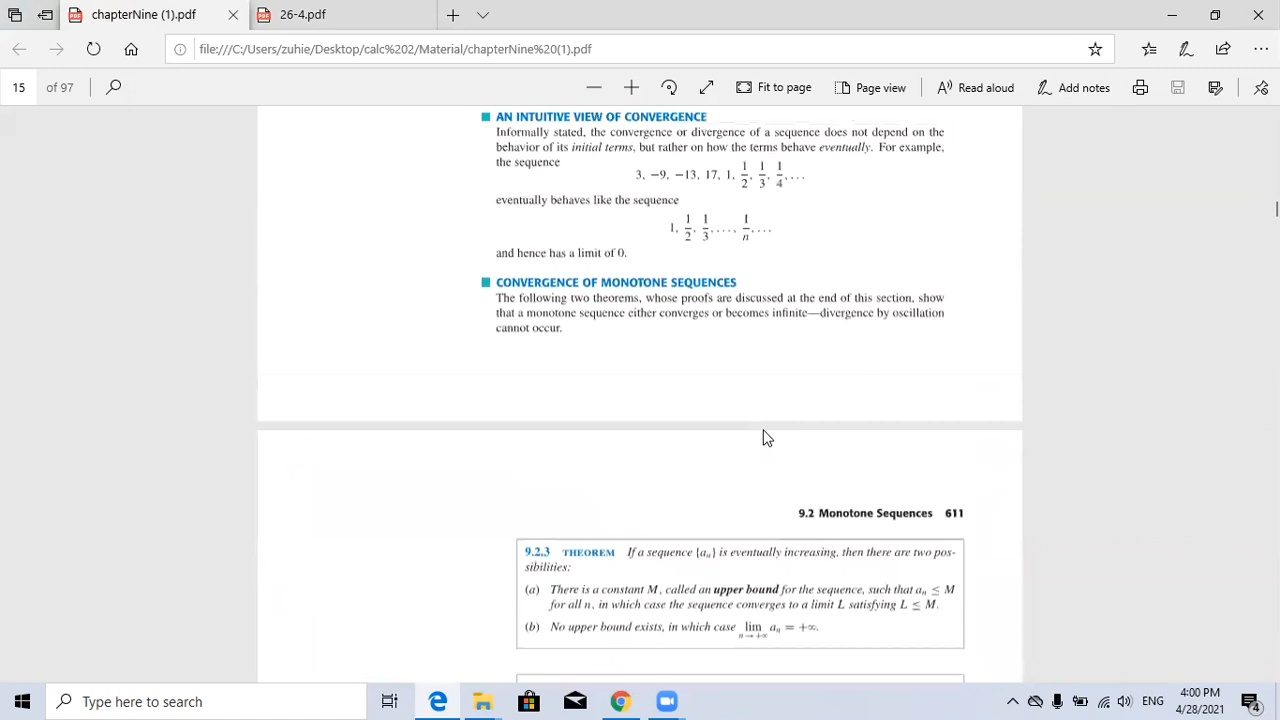 chapterNine (1).pdf
26-4.pdf
file:///C:/Users/zuhie/Desktop/calc%202/Material/chapterNine%20(1).pdf
15 of 97
Fit to page
Page view
Read aloud
Add notes
AN INTUITIVE VIEW OF CONVERGENCE
Informally stated, the convergence or divergence of a sequence does not depend on the
behavior of its initial terms, but rather on how the terms behave eventually. For example,
the sequence
3, −9, −13, 17, 1, 1/2, 1/3, 1/4, . . .
eventually behaves like the sequence
1, 1/2, 1/3, . . . , 1/n, . . .
and hence has a limit of 0.
CONVERGENCE OF MONOTONE SEQUENCES
The following two theorems, whose proofs are discussed at the end of this section, show
that a monotone sequence either converges or becomes infinite—divergence by oscillation
cannot occur.
9.2 Monotone Sequences 611
9.2.3 THEOREM If a sequence {aₙ} is eventually increasing, then there are two pos-
sibilities:
(a) There is a constant M, called an upper bound for the sequence, such that aₙ ≤ M
for all n, in which case the sequence converges to a limit L satisfying L ≤ M.
(b) No upper bound exists, in which case lim n→+∞ aₙ = +∞.
Type here to search
ENG
4:00 PM
4/28/2021
4